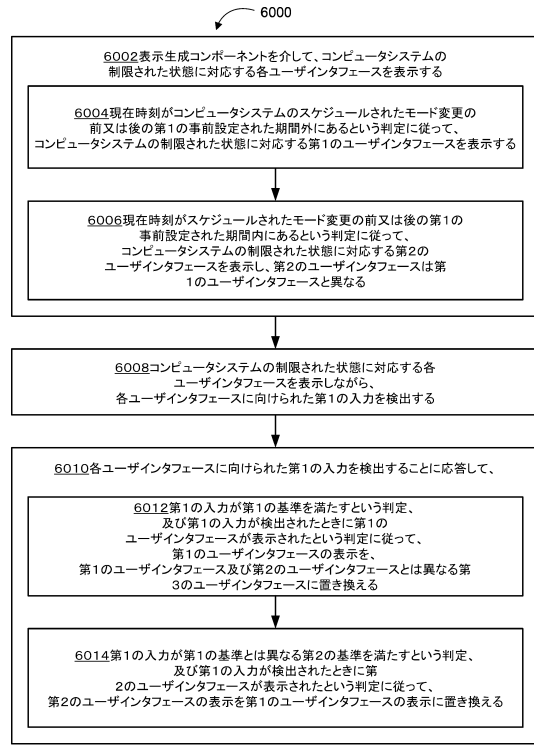 6000
6002表示生成コンポーネントを介して、コンピュータシステムの
制限された状態に対応する各ユーザインタフェースを表示する
6004現在時刻がコンピュータシステムのスケジュールされたモード変更の
前又は後の第1の事前設定された期間外にあるという判定に従って、
コンピュータシステムの制限された状態に対応する第1のユーザインタフェースを表示する
6006現在時刻がスケジュールされたモード変更の前又は後の第1の
事前設定された期間内にあるという判定に従って、
コンピュータシステムの制限された状態に対応する第2の
ユーザインタフェースを表示し、第2のユーザインタフェースは第
1のユーザインタフェースと異なる
6008コンピュータシステムの制限された状態に対応する各
ユーザインタフェースを表示しながら、
各ユーザインタフェースに向けられた第1の入力を検出する
6010各ユーザインタフェースに向けられた第1の入力を検出することに応答して、
6012第1の入力が第1の基準を満たすという判定、
及び第1の入力が検出されたときに第1の
ユーザインタフェースが表示されたという判定に従って、
第1のユーザインタフェースの表示を、
第1のユーザインタフェース及び第2のユーザインタフェースとは異なる第
3のユーザインタフェースに置き換える
6014第1の入力が第1の基準とは異なる第2の基準を満たすという判定、
及び第1の入力が検出されたときに第
2のユーザインタフェースが表示されたという判定に従って、
第2のユーザインタフェースの表示を第1のユーザインタフェースの表示に置き換える